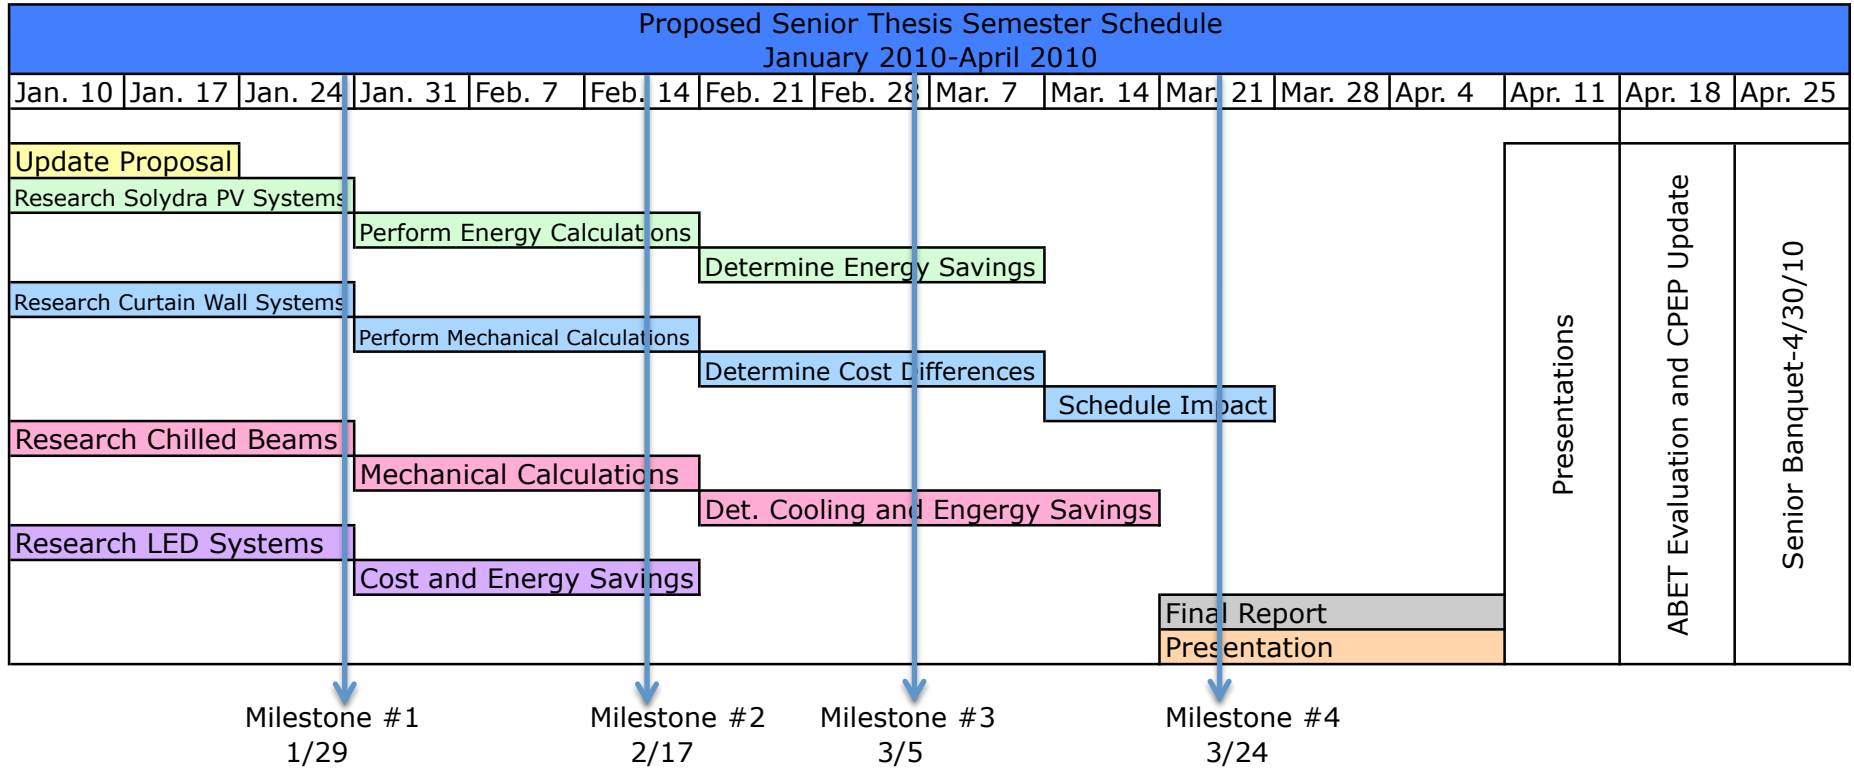 Proposed Senior Thesis Semester Schedule
January 2010-April 2010
Jan. 10 Jan. 17 Jan. 24 Jan. 31 Feb. 7 Feb. 14 Feb. 21 Feb. 28 Mar. 7 Mar. 14 Mar. 21 Mar. 28 Apr. 4 Apr. 11 Apr. 18 Apr. 25
Update Proposal
Research Solydra PV Systems
Perform Energy Calculations
Determine Energy Savings
Research Curtain Wall Systems
Perform Mechanical Calculations
Determine Cost Differences
Schedule Impact
Research Chilled Beams
Mechanical Calculations
Det. Cooling and Engergy Savings
Research LED Systems
Cost and Energy Savings
Final Report
Presentation
Presentations
ABET Evaluation and CPEP Update
Senior Banquet-4/30/10
Milestone #1
1/29
Milestone #2
2/17
Milestone #3
3/5
Milestone #4
3/24